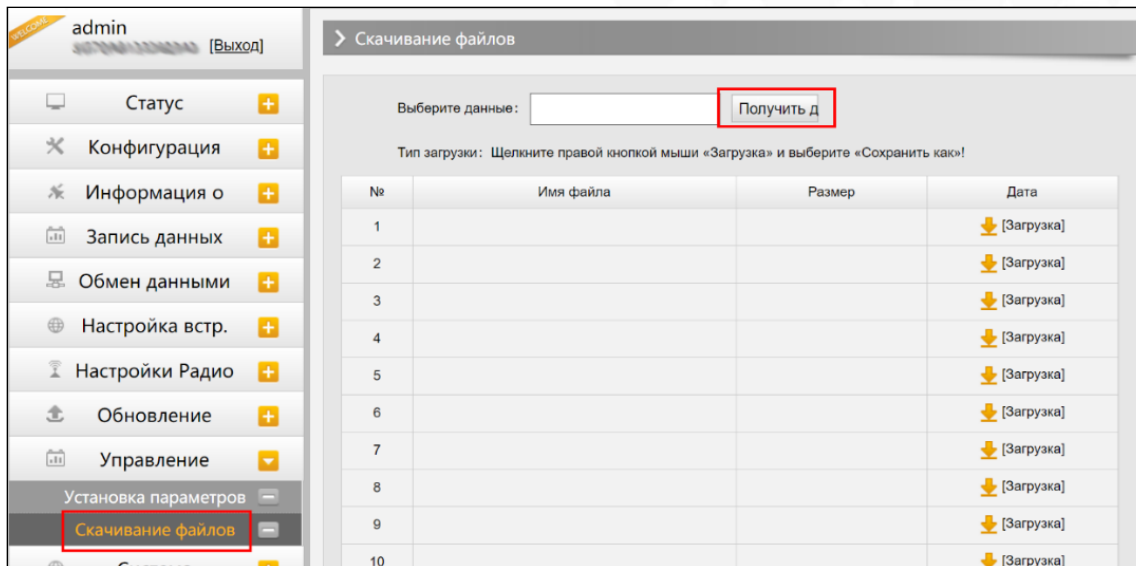 WELCOME
admin
[Выход]
Статус
Конфигурация
Информация о
Запись данных
Обмен данными
Настройка встр.
Настройки Радио
Обновление
Управление
Установка параметров
Скачивание файлов
Скачивание файлов
Выберите данные:
Получить д
Тип загрузки: Щелкните правой кнопкой мыши «Загрузка» и выберите «Сохранить как»!
№ Имя файла Размер Дата
1 [Загрузка]
2 [Загрузка]
3 [Загрузка]
4 [Загрузка]
5 [Загрузка]
6 [Загрузка]
7 [Загрузка]
8 [Загрузка]
9 [Загрузка]
10 [Загрузка]